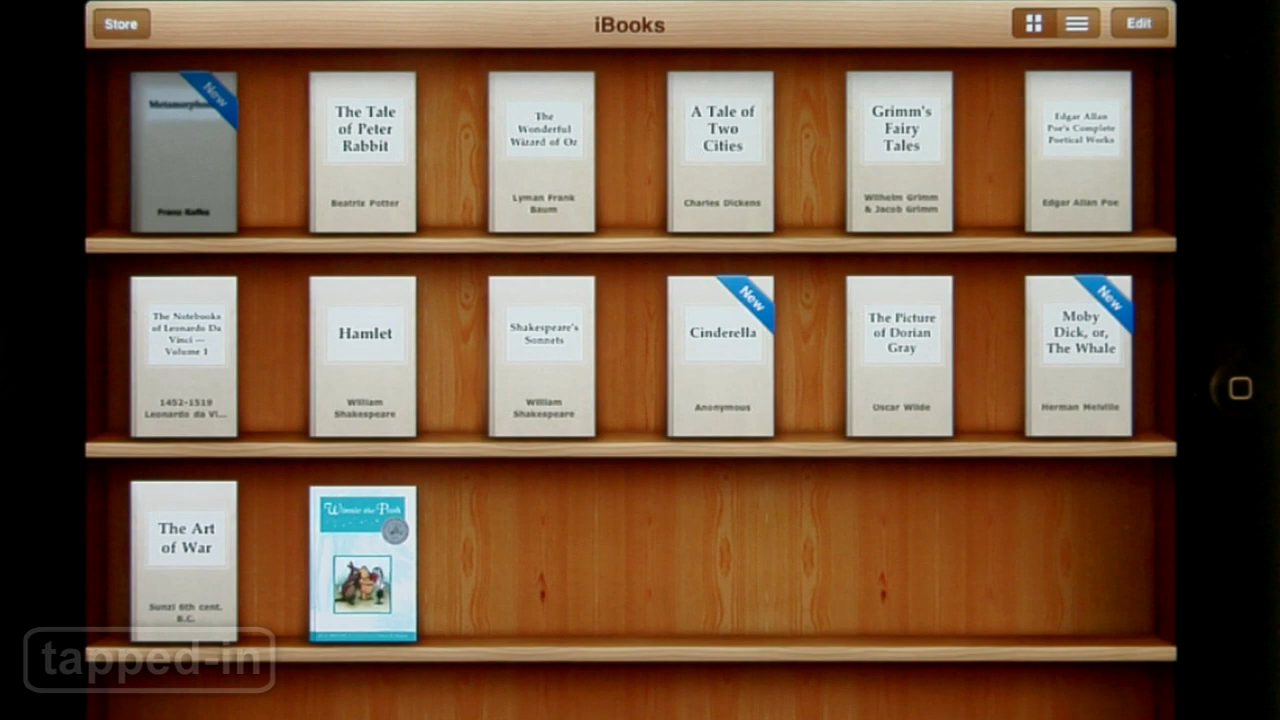 Store
iBooks
Edit
New
Metamorphosis
Franz Kafka
The Tale
of Peter
Rabbit
Beatrix Potter
The
Wonderful
Wizard of Oz
Lyman Frank
Baum
A Tale of
Two
Cities
Charles Dickens
Grimm's
Fairy
Tales
Wilhelm Grimm
& Jacob Grimm
Edgar Allan
Poe's Complete
Poetical Works
Edgar Allan Poe
The Notebooks
of Leonardo Da
Vinci —
Volume 1
1452-1519
Leonardo da Vi...
Hamlet
William
Shakespeare
Shakespeare's
Sonnets
William
Shakespeare
New
Cinderella
Anonymous
The Picture
of Dorian
Gray
Oscar Wilde
New
Moby
Dick, or,
The Whale
Herman Melville
The Art
of War
Sunzi 6th cent.
B.C.
Winnie the Pooh
tapped-in